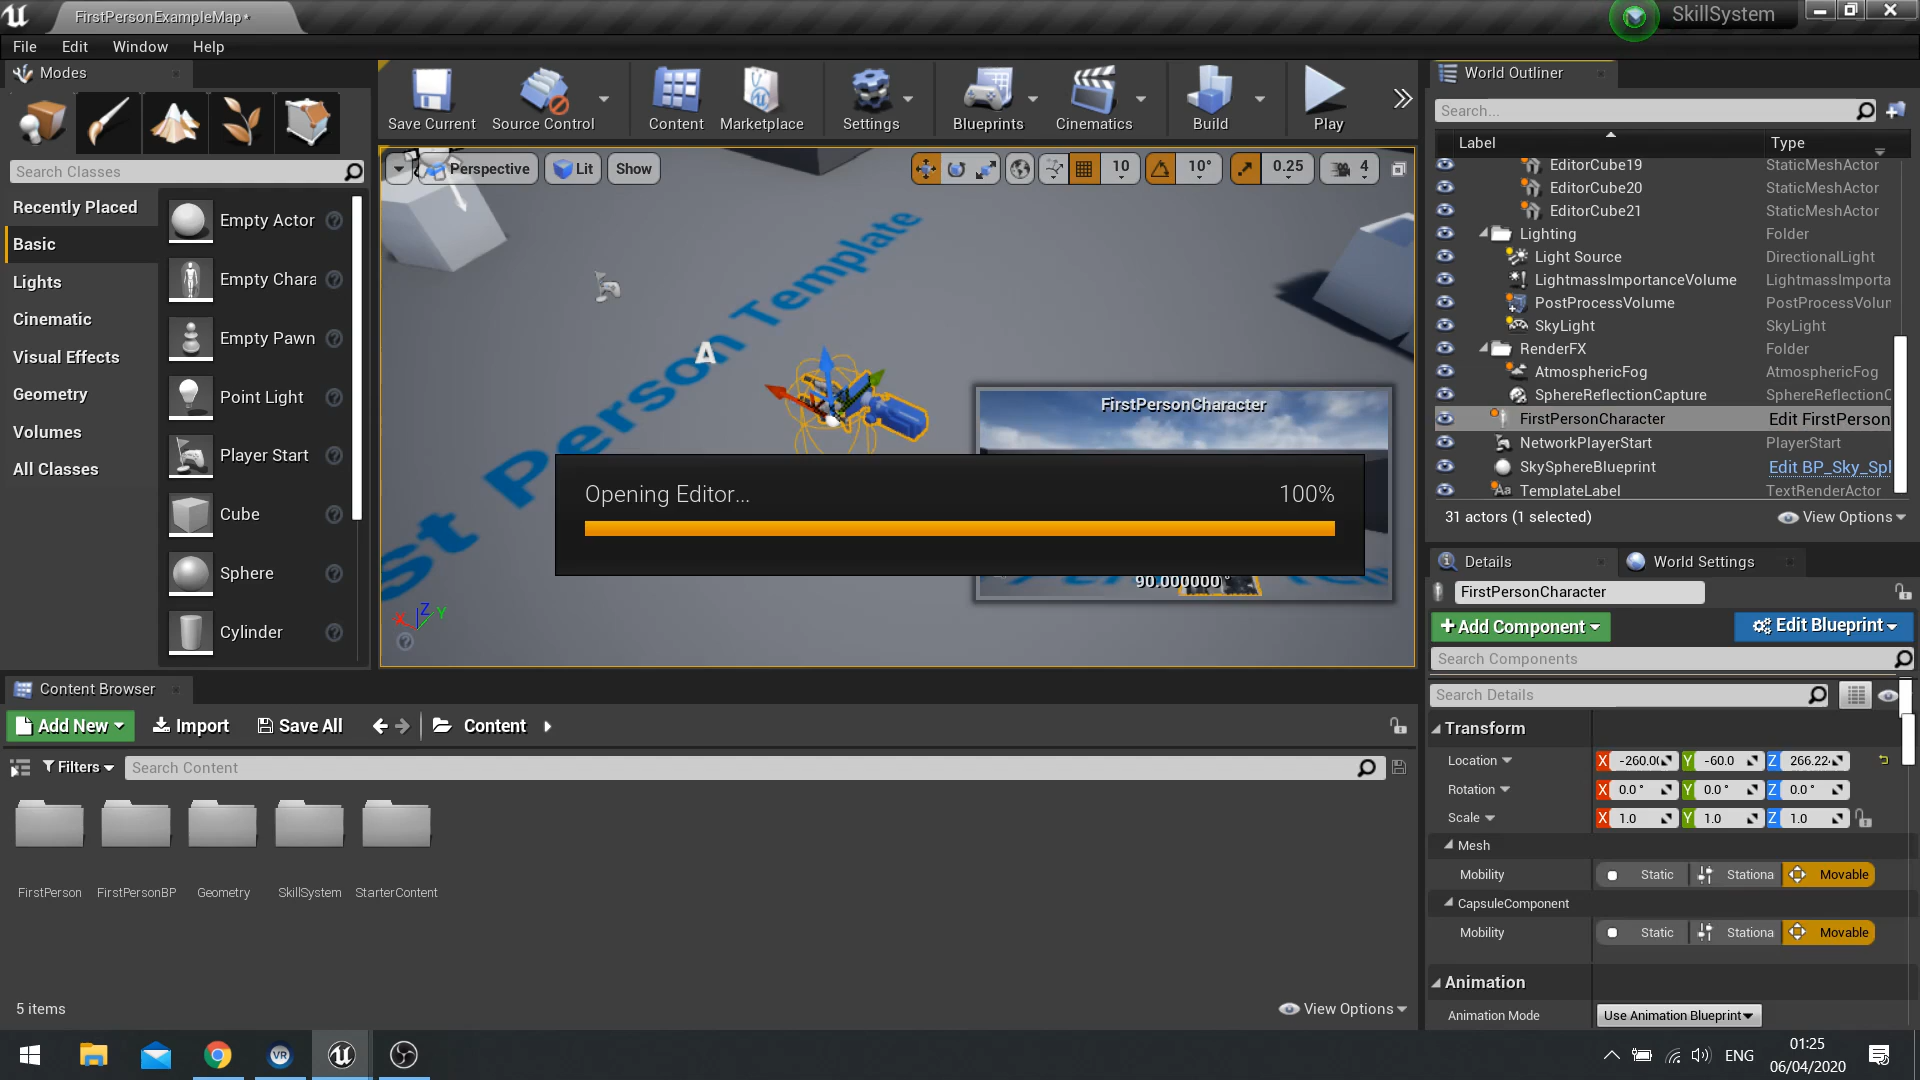 FirstPersonExampleMap*
SkillSystem
File Edit Window Help
Modes
Search Classes
Recently Placed
Basic
Lights
Cinematic
Visual Effects
Geometry
Volumes
All Classes
Empty Actor
Empty Chara
Empty Pawn
Point Light
Player Start
Cube
Sphere
Cylinder
Save Current
Source Control
Content
Marketplace
Settings
Blueprints
Cinematics
Build
Play
Perspective
Lit
Show
10
10°
0.25
4
First Person Template
FirstPersonCharacter
90.000000 °
Opening Editor...
100%
X Z Y
World Outliner
Search...
Label Type
EditorCube19 StaticMeshActor
EditorCube20 StaticMeshActor
EditorCube21 StaticMeshActor
Lighting Folder
Light Source DirectionalLight
LightmassImportanceVolume LightmassImporta
PostProcessVolume PostProcessVolur
SkyLight SkyLight
RenderFX Folder
AtmosphericFog AtmosphericFog
SphereReflectionCapture SphereReflectionC
FirstPersonCharacter Edit FirstPerson
NetworkPlayerStart PlayerStart
SkySphereBlueprint Edit BP_Sky_Spl
TemplateLabel TextRenderActor
31 actors (1 selected)
View Options
Details
World Settings
FirstPersonCharacter
+ Add Component
Edit Blueprint
Search Components
Search Details
Transform
Location X -260.0 Y -60.0 Z 266.22
Rotation X 0.0 ° Y 0.0 ° Z 0.0 °
Scale X 1.0 Y 1.0 Z 1.0
Mesh
Mobility Static Stationa Movable
CapsuleComponent
Mobility Static Stationa Movable
Animation
Animation Mode Use Animation Blueprint
Content Browser
Add New
Import
Save All
Content
Filters
Search Content
FirstPerson
FirstPersonBP
Geometry
SkillSystem
StarterContent
5 items
View Options
VR
ENG
01:25
06/04/2020